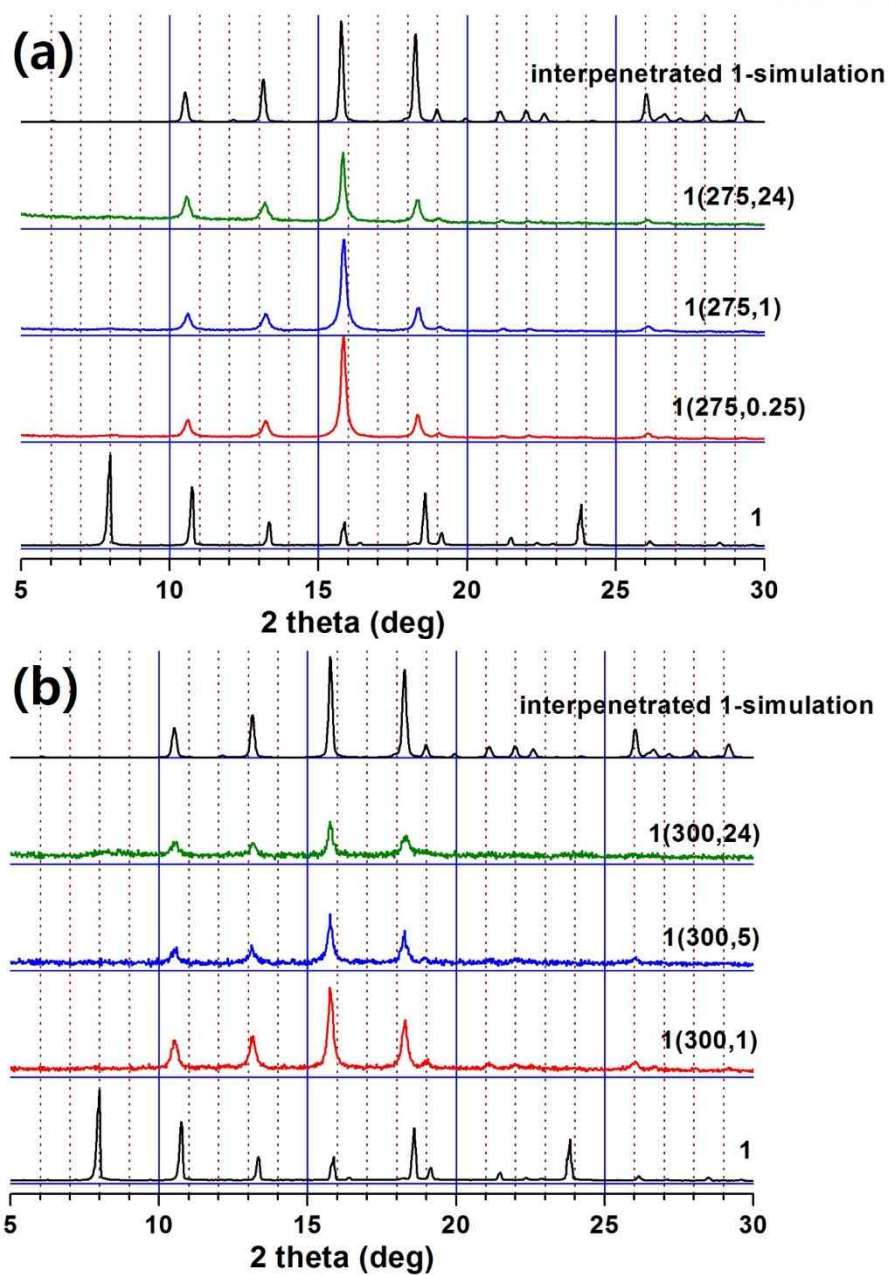 (a)
interpenetrated 1-simulation
1(275,24)
1(275,1)
1(275,0.25)
1
5 10 15 20 25 30
2 theta (deg)
(b)
interpenetrated 1-simulation
1(300,24)
1(300,5)
1(300,1)
1
5 10 15 20 25 30
2 theta (deg)